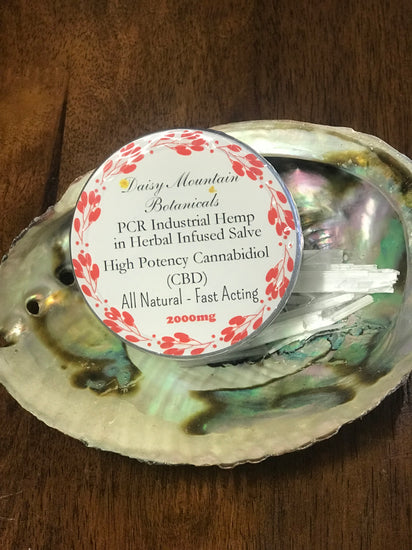 Daisy Mountain
Botanicals
PCR Industrial Hemp
in Herbal Infused Salve
High Potency Cannabidiol
(CBD)
All Natural - Fast Acting
2000mg